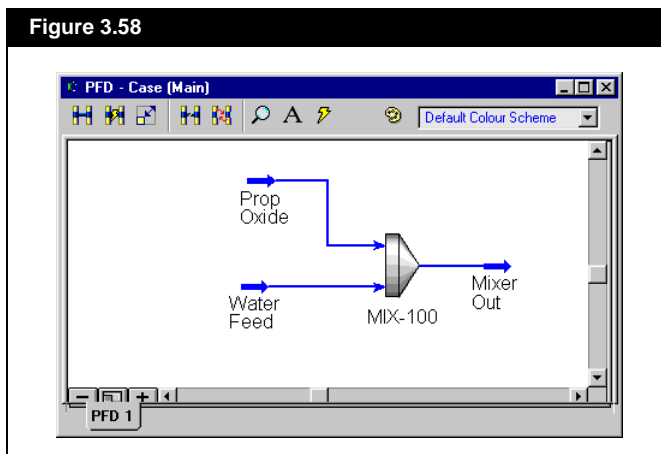 Figure 3.58
PFD - Case (Main)
A
Default Colour Scheme
Prop
Oxide
Water
Feed
MIX-100
Mixer
Out
PFD 1